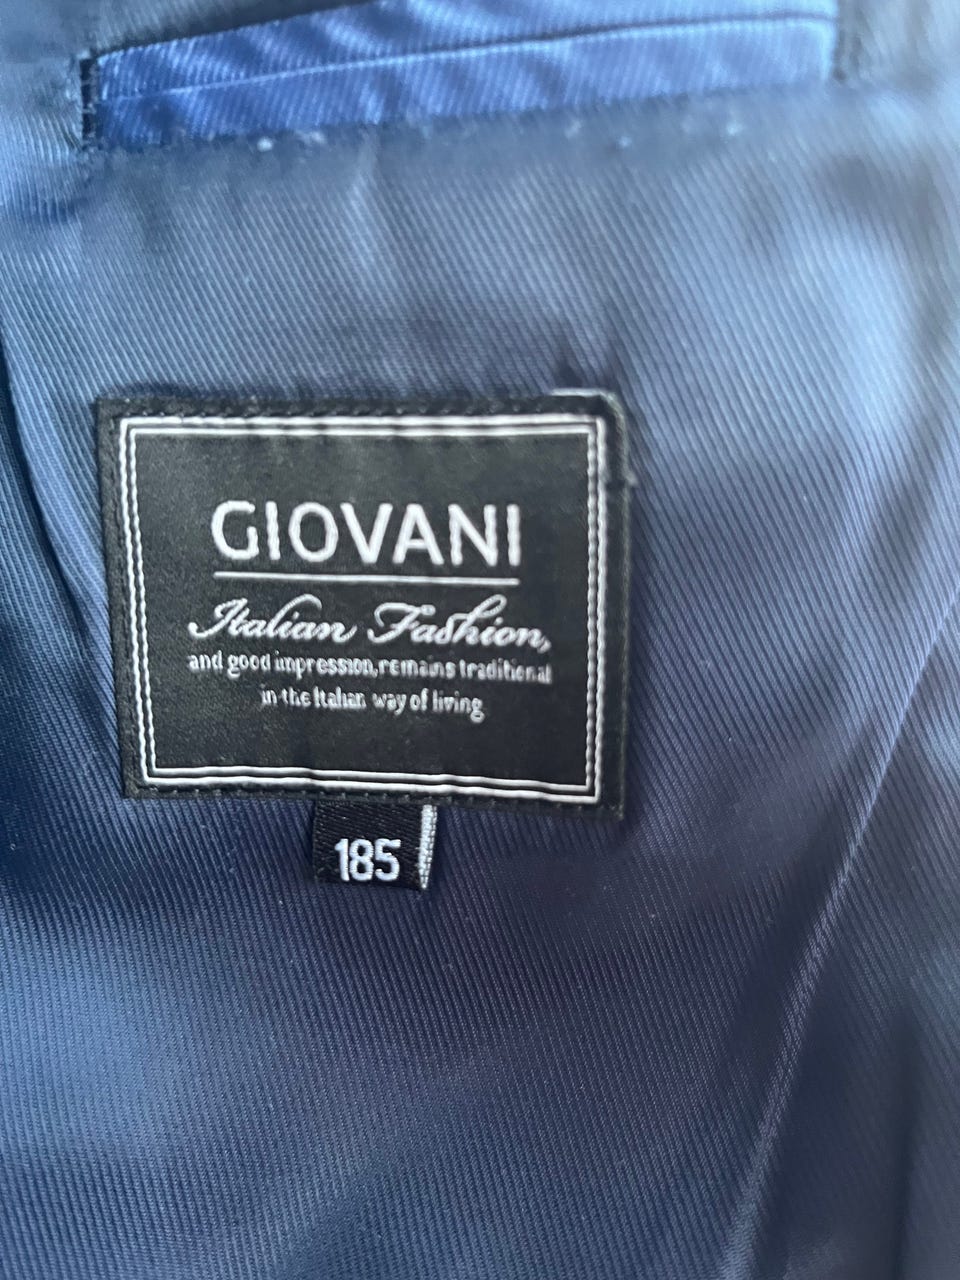 GIOVANI
Italian Fashion,
and good impression,remains traditional
in the Italian way of living
185